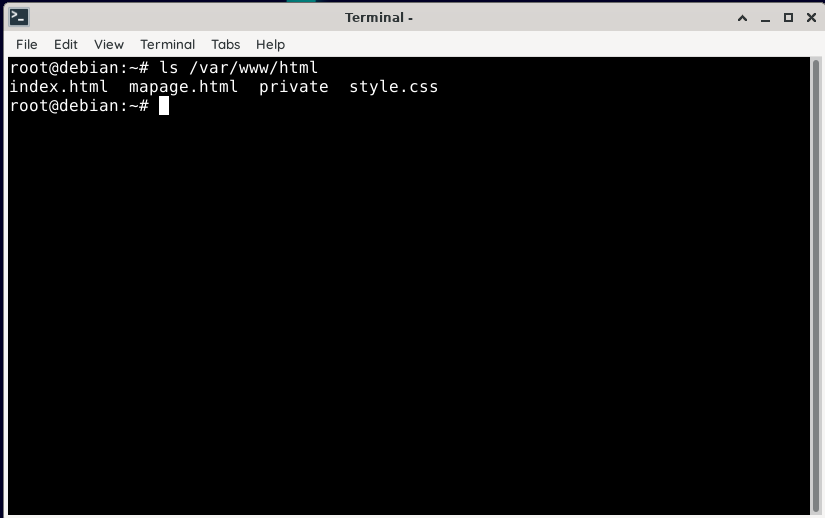 Terminal -
File Edit View Terminal Tabs Help
root@debian:~# ls /var/www/html
index.html  mapage.html  private  style.css
root@debian:~#